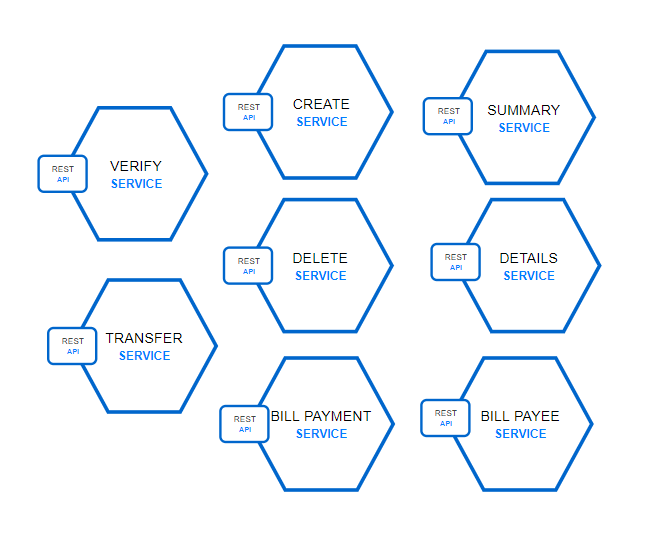 REST
API
CREATE
SERVICE
REST
API
SUMMARY
SERVICE
REST
API
VERIFY
SERVICE
REST
API
DELETE
SERVICE
REST
API
DETAILS
SERVICE
REST
API
TRANSFER
SERVICE
REST
API
BILL PAYMENT
SERVICE
REST
API
BILL PAYEE
SERVICE